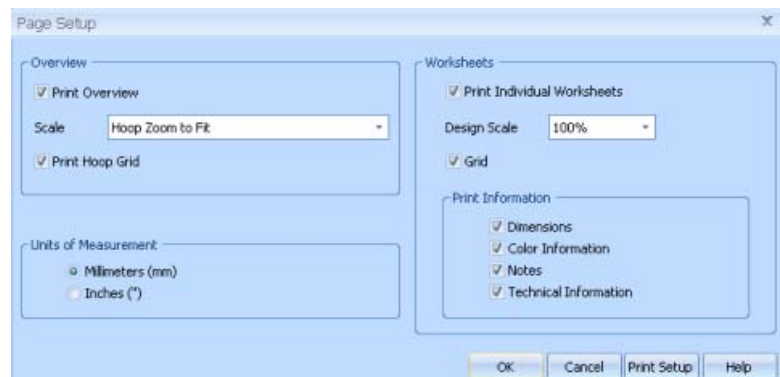 Page Setup
Overview
Print Overview
Scale Hoop Zoom to Fit
Print Hoop Grid
Units of Measurement
Millimeters (mm)
Inches (")
Worksheets
Print Individual Worksheets
Design Scale 100%
Grid
Print Information
Dimensions
Color Information
Notes
Technical Information
OK Cancel Print Setup Help